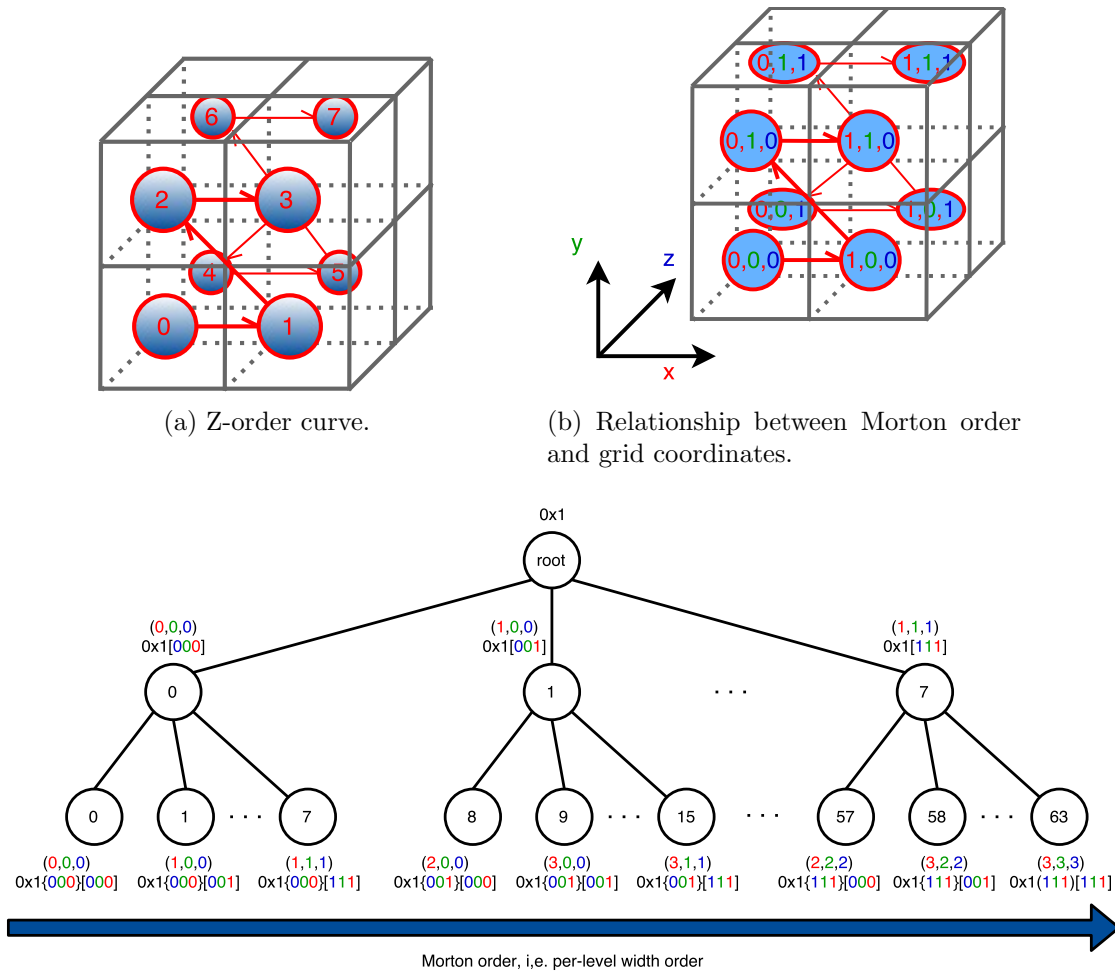 6 7
2 3
4 5
0 1
0,1,1 1,1,1
0,1,0 1,1,0
0,0,1 1,0,1
0,0,0 1,0,0
y
z
x
(a) Z-order curve.
(b) Relationship between Morton order
and grid coordinates.
0x1
root
(0,0,0) (1,0,0) (1,1,1)
0x1[000] 0x1[001] 0x1[111]
0 1 . . . 7
0 1 . . . 7 8 9 . . . 15 . . . 57 58 . . . 63
(0,0,0) (1,0,0) (1,1,1) (2,0,0) (3,0,0) (3,1,1) (2,2,2) (3,2,2) (3,3,3)
0x1{000}[000] 0x1{000}[001] 0x1{000}[111] 0x1{001}[000] 0x1{001}[001] 0x1{001}[111] 0x1{111}[000] 0x1{111}[001] 0x1(111)[111]
Morton order, i,e. per-level width order